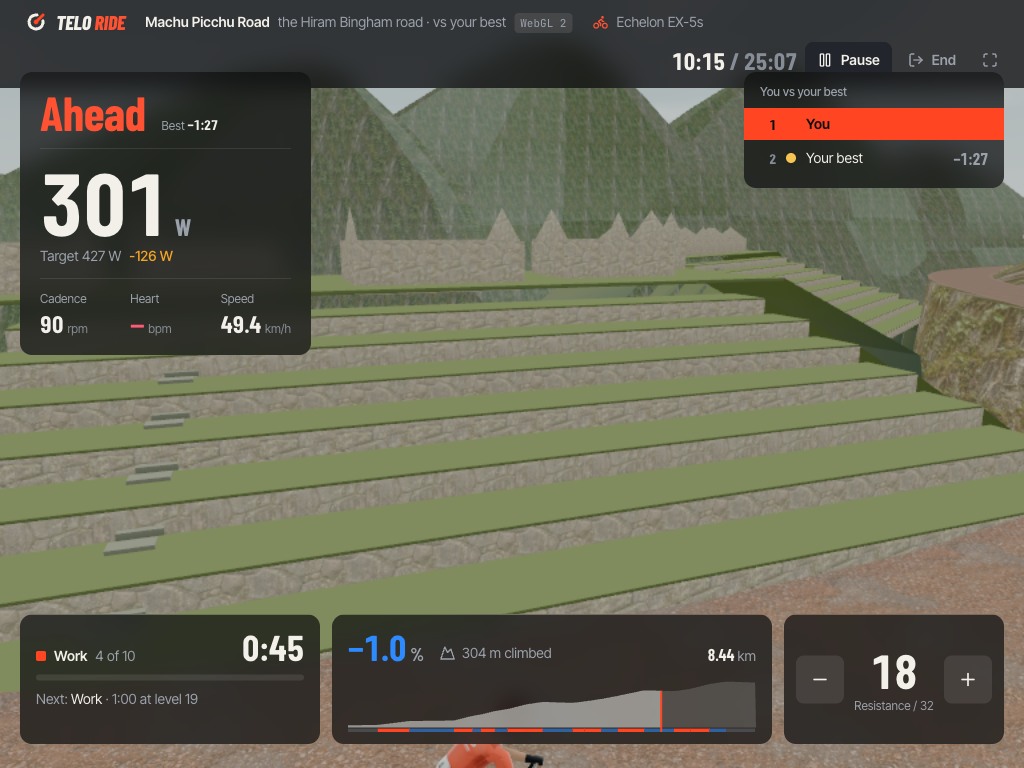 TELO RIDE Machu Picchu Road the Hiram Bingham road · vs your best WebGL 2 Echelon EX-5s
10:15 / 25:07 Pause End
Ahead Best −1:27
301 W
Target 427 W -126 W
Cadence Heart Speed
90 rpm — bpm 49.4 km/h
You vs your best
1 You
2 Your best −1:27
Work 4 of 10 0:45
Next: Work · 1:00 at level 19
−1.0 % 304 m climbed 8.44 km
− 18 +
Resistance / 32